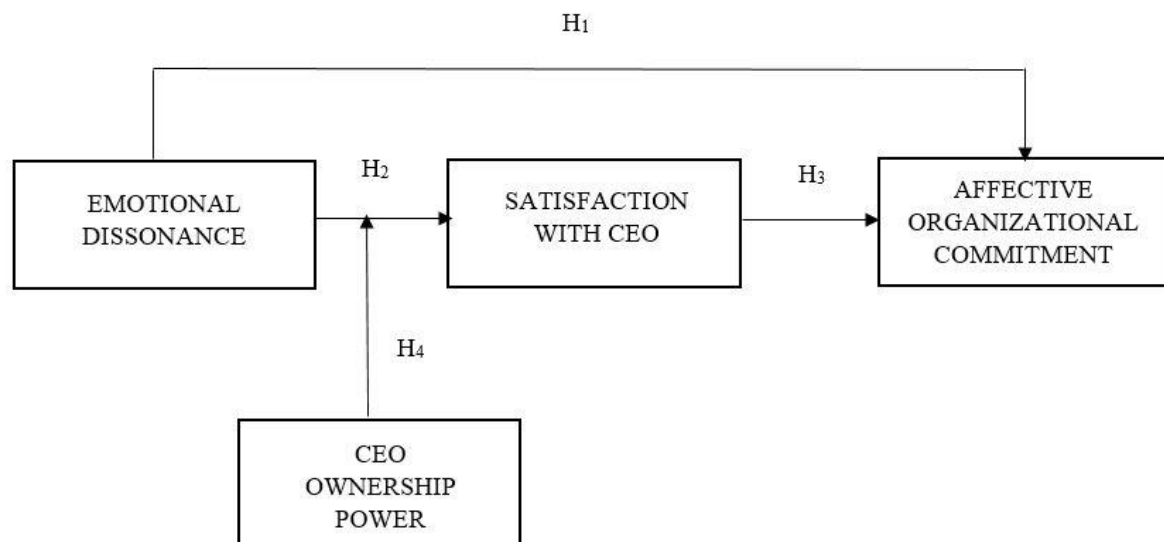 H₁
EMOTIONAL
DISSONANCE
H₂
SATISFACTION
WITH CEO
H₃
AFFECTIVE
ORGANIZATIONAL
COMMITMENT
H₄
CEO
OWNERSHIP
POWER